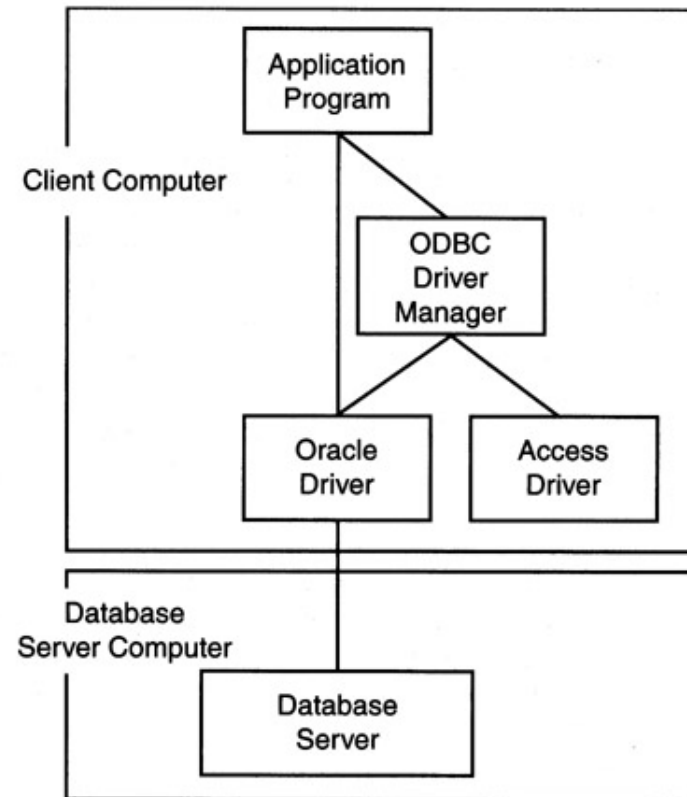 Application
Program
Client Computer
ODBC
Driver
Manager
Oracle
Driver
Access
Driver
Database
Server Computer
Database
Server